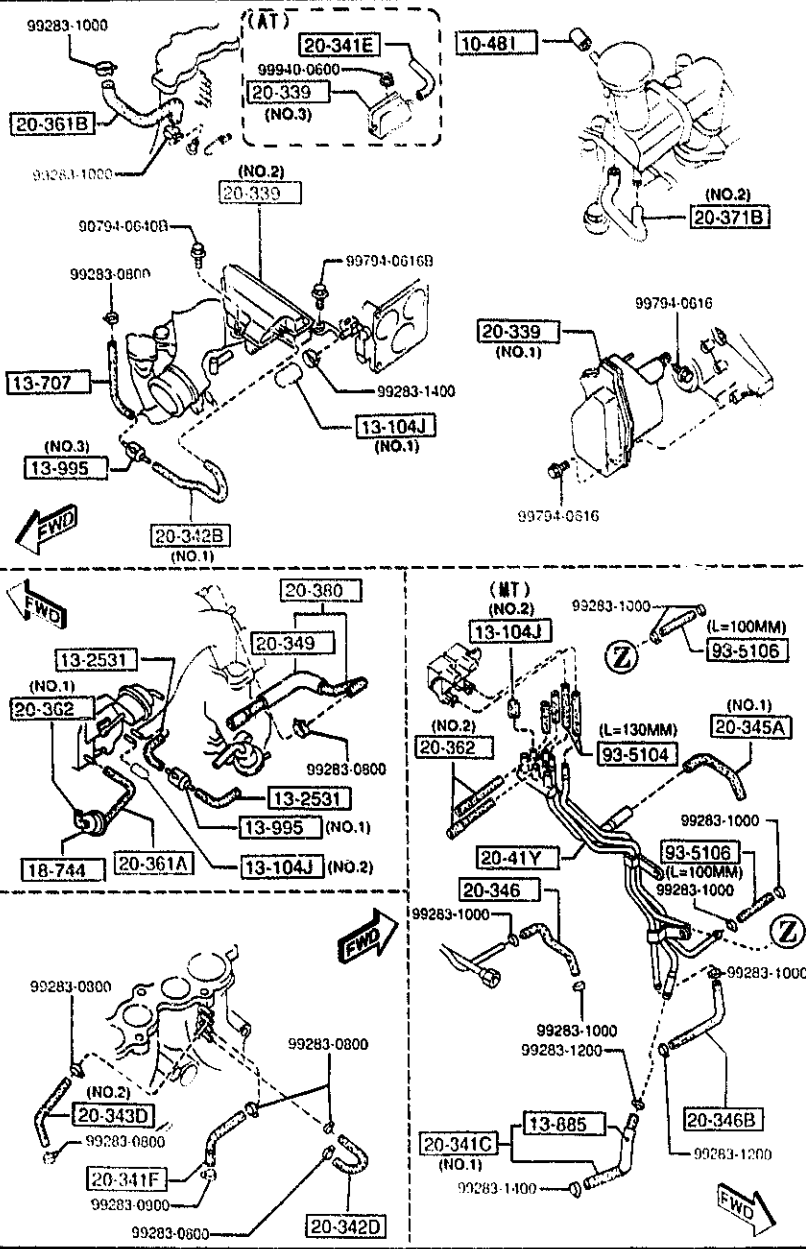 99283-1000
20-361B
99283-1000
(AT)
20-341E
99940-0600
20-339
(NO.3)
10-481
(NO.2)
20-371B
(NO.2)
20-339
90794-0640B
99283-0800
99794-0616B
13-707
99283-1400
13-104J
(NO.1)
(NO.3)
13-995
20-342B
(NO.1)
FWD
99794-0616
20-339
(NO.1)
99794-0616
FWD
20-380
20-349
13-2531
(NO.1)
20-362
99283-0800
13-2531
13-995 (NO.1)
18-744
20-361A
13-104J (NO.2)
(MT)
(NO.2)
13-104J
99283-1000
(L=100MM)
Z
93-5106
(NO.1)
20-345A
(NO.2)
20-362
(L=130MM)
93-5104
99283-1000
20-41Y
93-5106
(L=100MM)
99283-1000
20-346
99283-1000
Z
99283-1000
99283-1000
99283-1200
13-885
20-341C
(NO.1)
20-346B
99283-1200
99283-1400
FWD
FWD
99283-0800
99283-0800
(NO.2)
20-343D
99283-0800
20-341F
99283-0900
99283-0800
20-342D